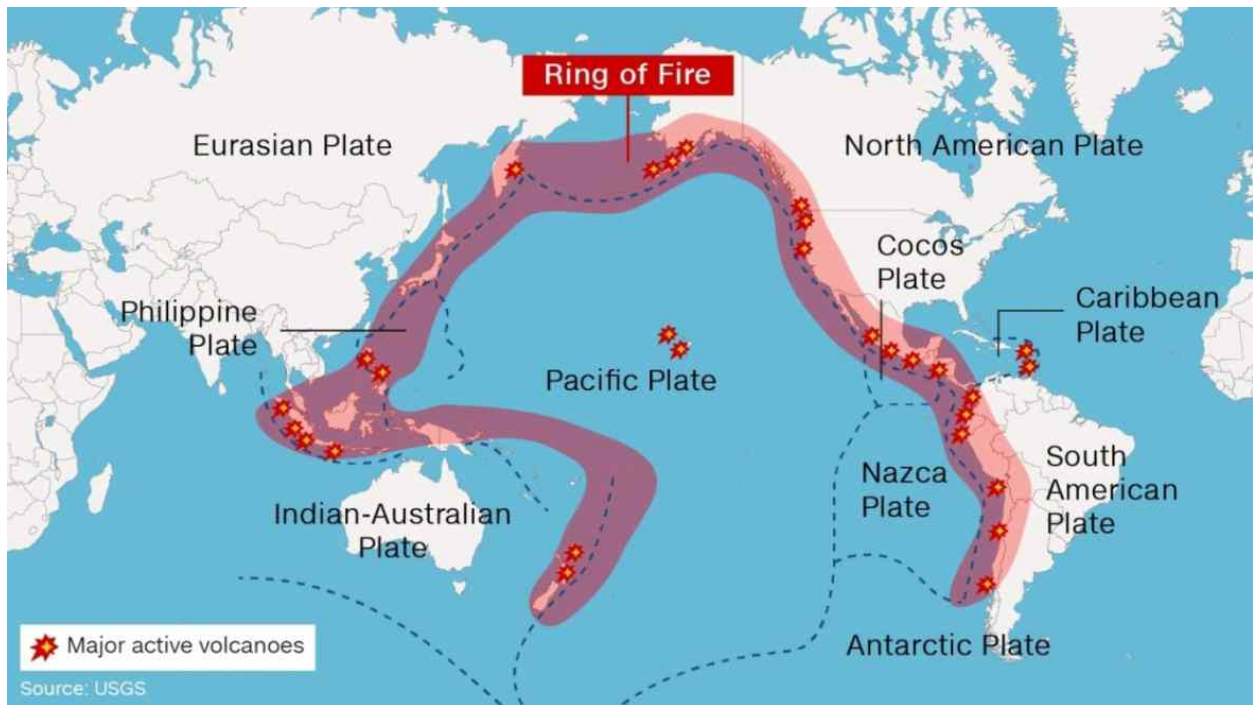 Ring of Fire
Eurasian Plate
North American Plate
Cocos
Plate
Caribbean
Plate
Philippine
Plate
Pacific Plate
Nazca
Plate
South
American
Plate
Indian-Australian
Plate
Antarctic Plate
Major active volcanoes
Source: USGS